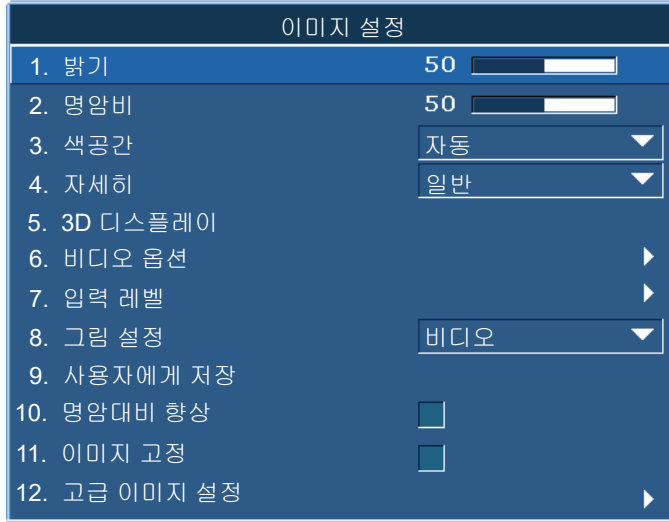 이미지 설정
1. 밝기 50
2. 명암비 50
3. 색공간 자동
4. 자세히 일반
5. 3D 디스플레이
6. 비디오 옵션
7. 입력 레벨
8. 그림 설정 비디오
9. 사용자에게 저장
10. 명암대비 향상
11. 이미지 고정
12. 고급 이미지 설정